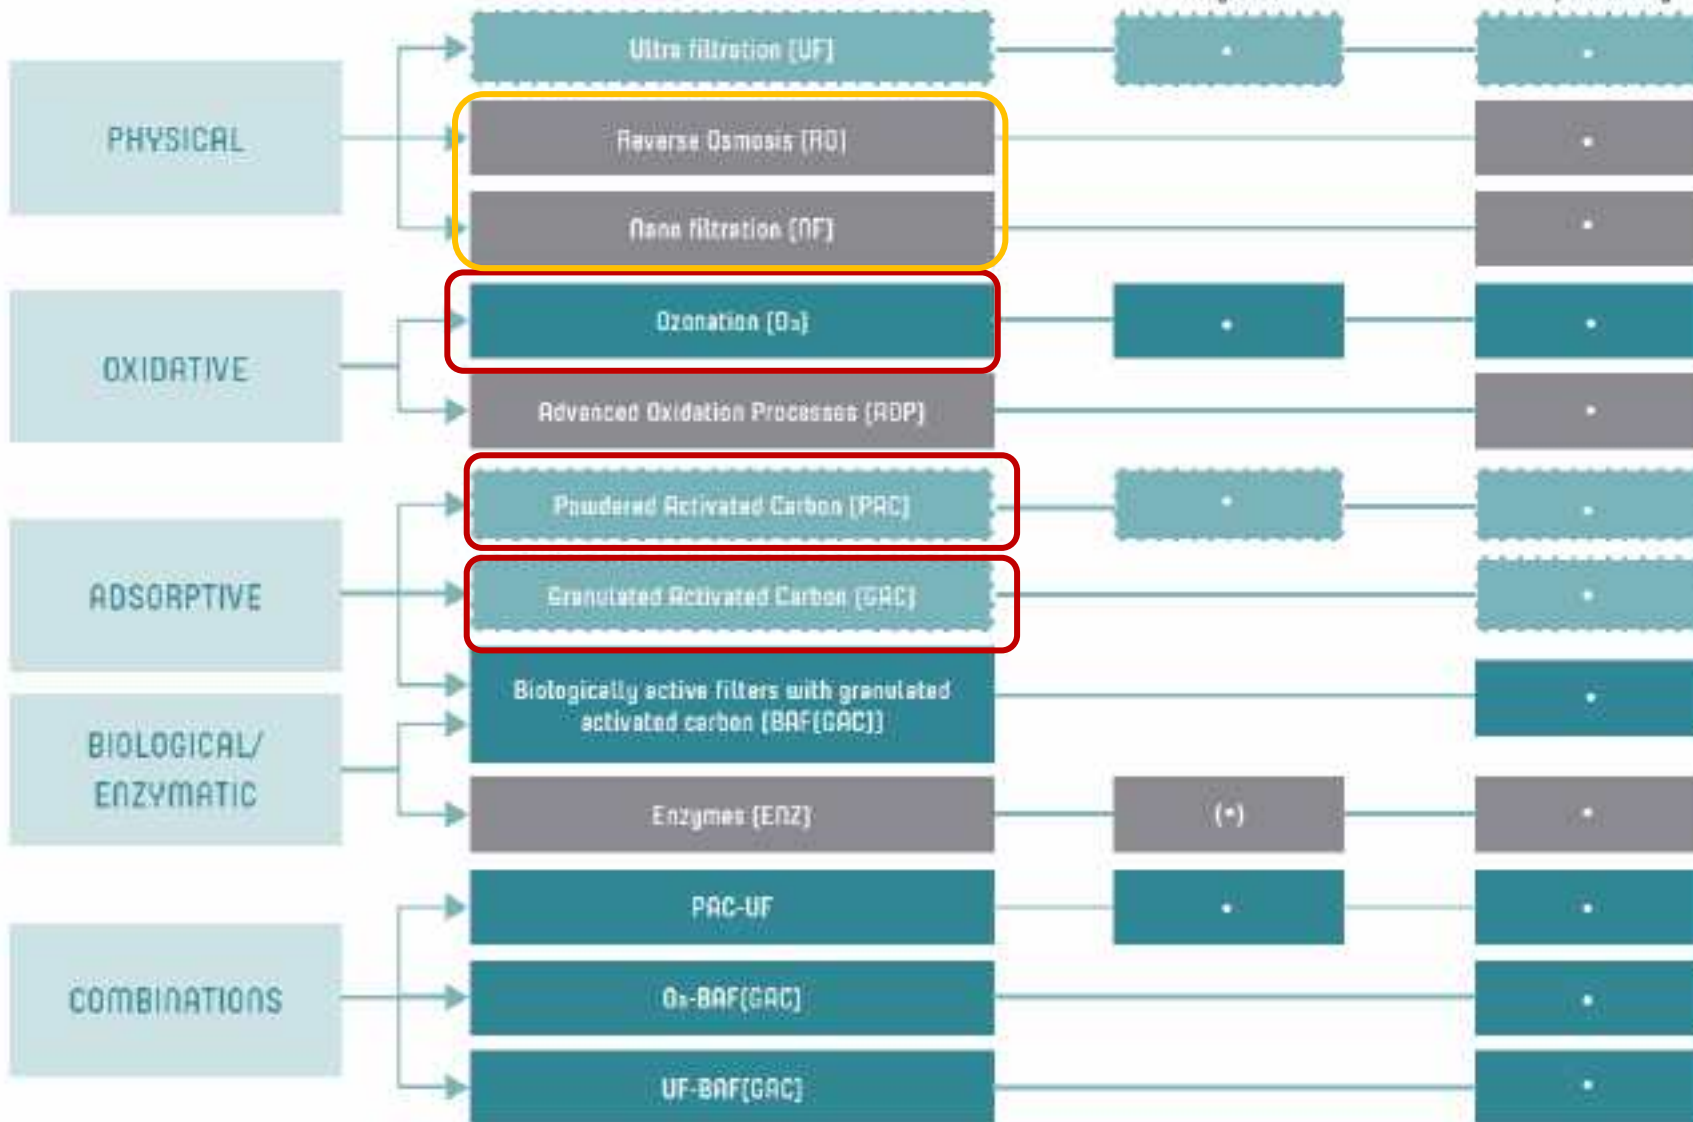 PHYSICAL
Ultra filtration (UF)
•
•
Reverse Osmosis (RO)
•
Nano filtration (NF)
•
OXIDATIVE
Ozonation (O₃)
•
•
Advanced Oxidation Processes (AOP)
•
ADSORPTIVE
Powdered Activated Carbon (PAC)
•
•
Granulated Activated Carbon (GAC)
•
Biologically active filters with granulated
activated carbon (BAF(GAC))
•
BIOLOGICAL/
ENZYMATIC
Enzymes (ENZ)
(•)
•
COMBINATIONS
PAC-UF
•
•
O₃-BAF(GAC)
•
UF-BAF(GAC)
•